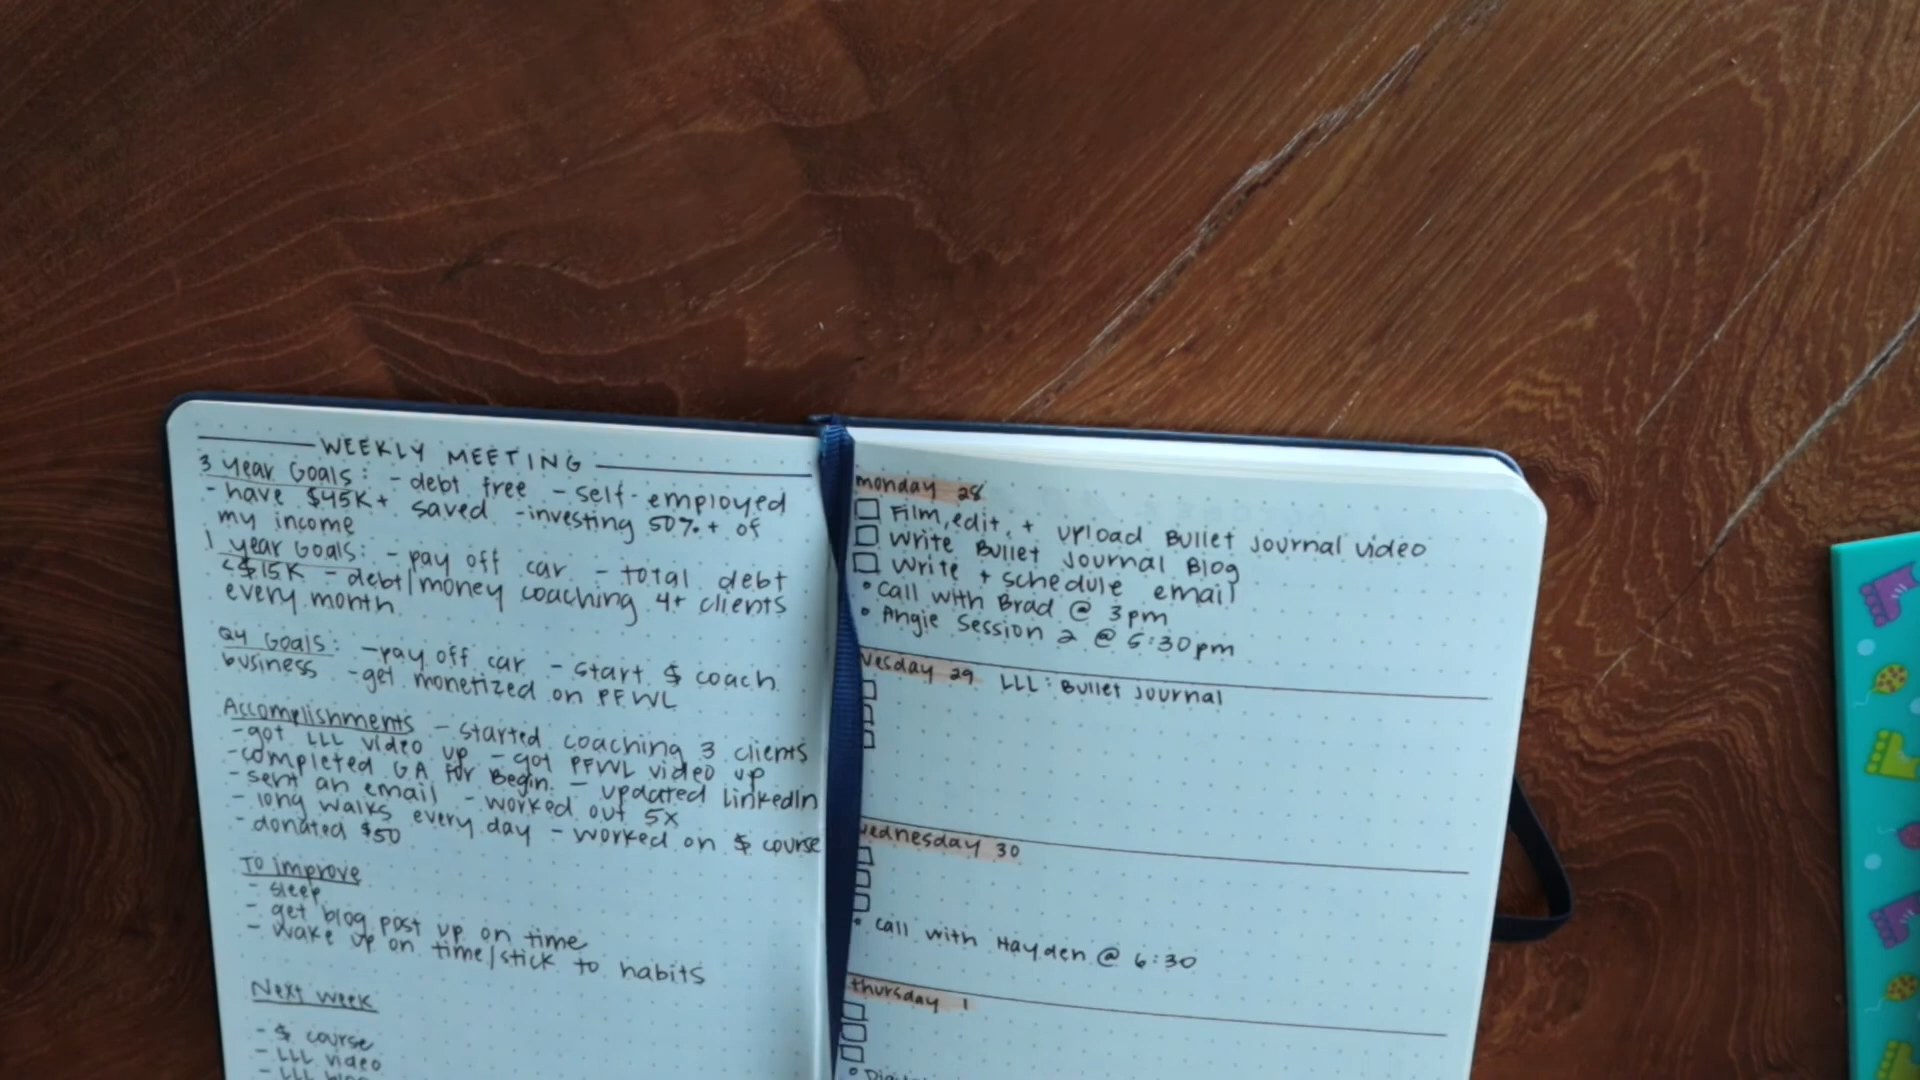 WEEKLY MEETING
3 Year Goals: - debt free - self-employed
- have $45K+ saved - investing 50%+ of
my income
1 year Goals: - pay off car - total debt
<$15K - debt/money coaching 4+ clients
every month
Q4 Goals: - pay off car - start $ coach
business - get monetized on PFWL
Accomplishments - started coaching 3 clients
- got LLL video up - got PFWL video up
- completed GA for Begin - updated LinkedIn
- sent an email - worked out 5x
- long walks every day - worked on $ course
- donated $50
To improve
- sleep
- get blog post up on time
- wake up on time/stick to habits
Next week
- $ course
- LLL video
- LLL
monday 28
Film, edit, + upload Bullet Journal video
Write Bullet Journal Blog
Write + schedule email
• Call with Brad @ 3pm
• Angie Session 2 @ 5:30pm
uesday 29 LLL: Bullet Journal
wednesday 30
• Call with Hayden @ 6:30
thursday 1